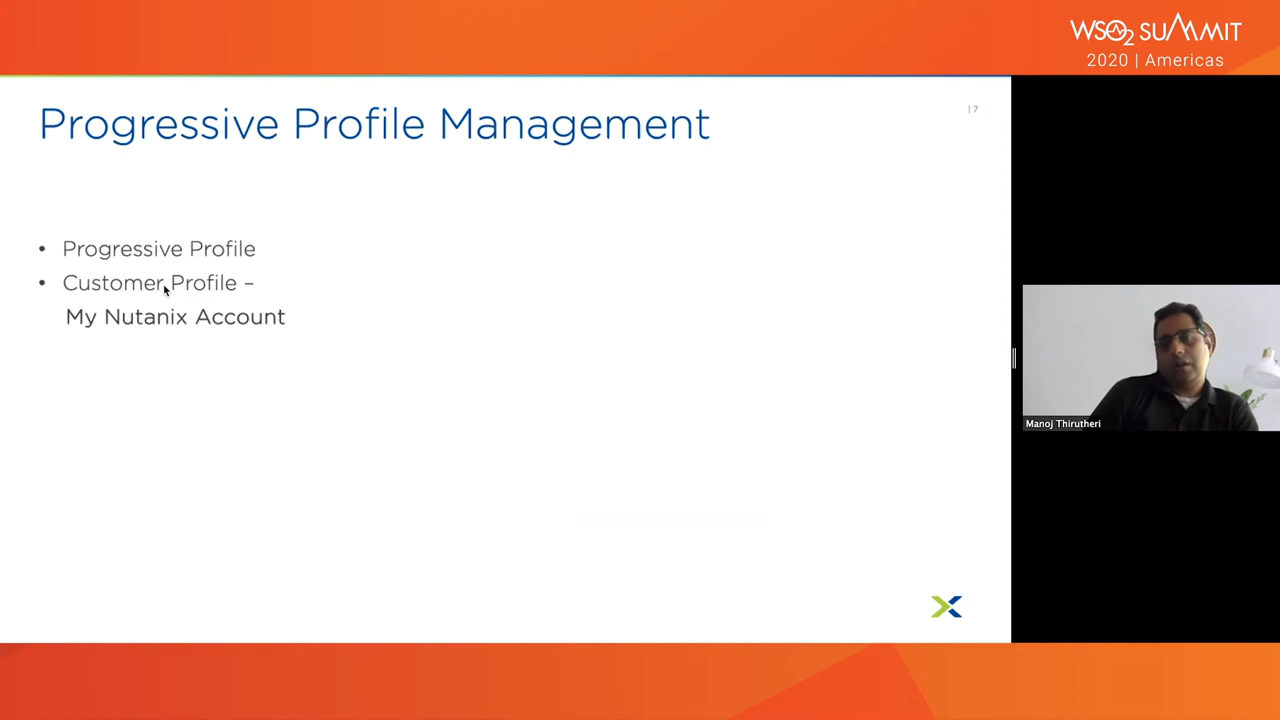 WSO2 SUMMIT
2020 | Americas
Progressive Profile Management
| 7
• Progressive Profile
• Customer Profile –
My Nutanix Account
Manoj Thirutheri